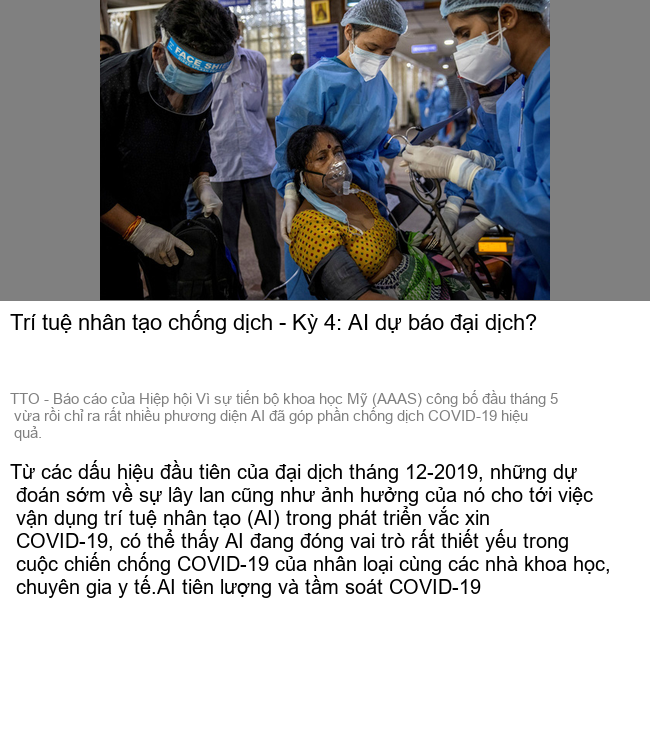 FACE SHIE
Trí tuệ nhân tạo chống dịch - Kỳ 4: AI dự báo đại dịch?
TTO - Báo cáo của Hiệp hội Vì sự tiến bộ khoa học Mỹ (AAAS) công bố đầu tháng 5
vừa rồi chỉ ra rất nhiều phương diện AI đã góp phần chống dịch COVID-19 hiệu
quả.
Từ các dấu hiệu đầu tiên của đại dịch tháng 12-2019, những dự
đoán sớm về sự lây lan cũng như ảnh hưởng của nó cho tới việc
vận dụng trí tuệ nhân tạo (AI) trong phát triển vắc xin
COVID-19, có thể thấy AI đang đóng vai trò rất thiết yếu trong
cuộc chiến chống COVID-19 của nhân loại cùng các nhà khoa học,
chuyên gia y tế.AI tiên lượng và tầm soát COVID-19